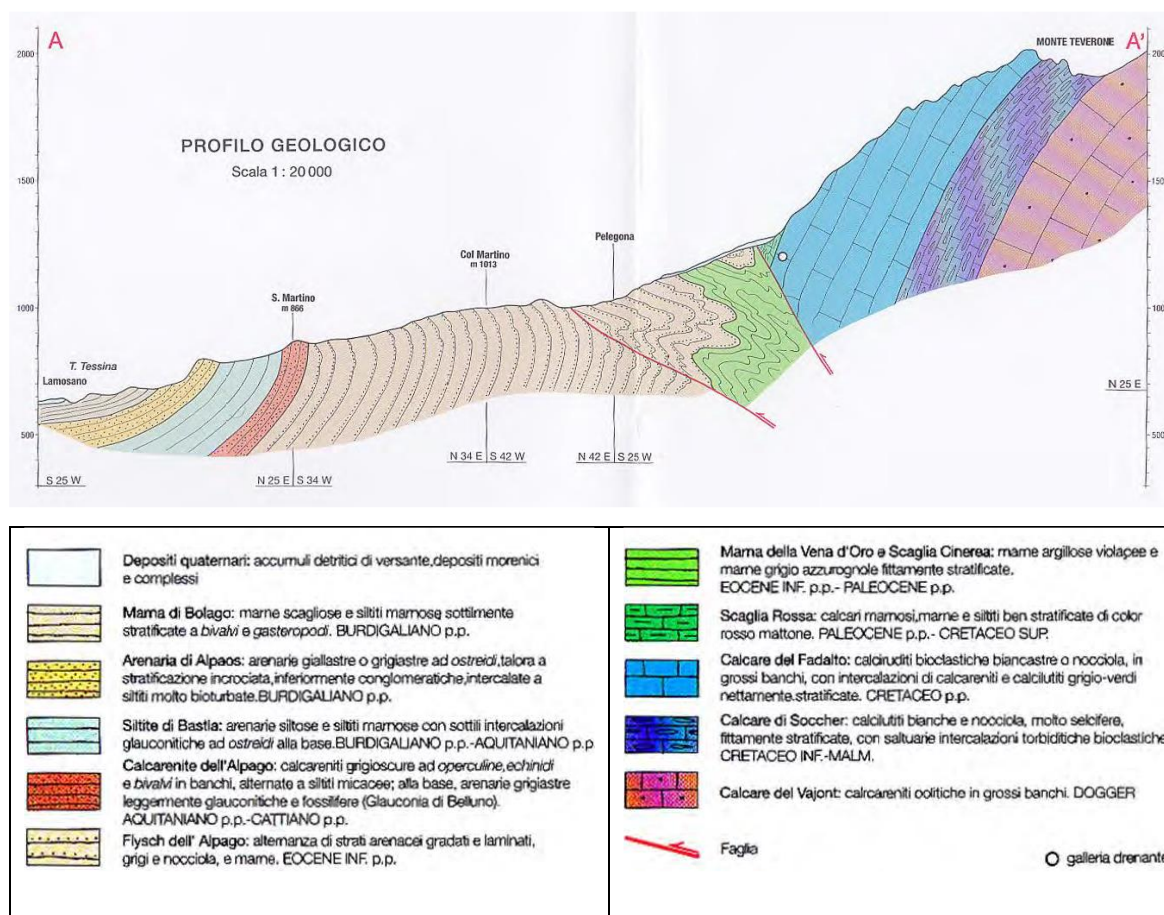 A
A'
MONTE TEVERONE
2000
200
PROFILO GEOLOGICO
Scala 1 : 20 000
1500
150
Pelegona
Col Martino
m 1013
S. Martino
m 866
1000
100
T. Tessina
Lamosano
N 25 E
500
500
N 34 E | S 42 W
N 42 E | S 25 W
S 25 W
N 25 E | S 34 W
Depositi quaternari: accumuli detritici di versante,depositi morenici
e complessi
Marna di Bolago: marne scagliose e siltiti marnose sottilmente
stratificate a bivalvi e gasteropodi. BURDIGALIANO p.p.
Arenaria di Alpaos: arenarie giallastre o grigiastre ad ostreidi,talora a
stratificazione incrociata,inferiormente conglomeratiche,intercalate a
siltiti molto bioturbate.BURDIGALIANO p.p.
Siltite di Bastia: arenarie siltose e siltiti marnose con sottili intercalazioni
glauconitiche ad ostreidi alla base.BURDIGALIANO p.p.-AQUITANIANO p.p
Calcarenite dell'Alpago: calcareniti grigioscure ad operculine,echinidi
e bivalvi in banchi, alternate a siltiti micacee; alla base, arenarie grigiastre
leggermente glauconitiche e fossilifere (Glauconia di Belluno).
AQUITANIANO p.p.-CATTIANO p.p.
Flysch dell' Alpago: alternanza di strati arenacei gradati e laminati,
grigi e nocciola, e marne. EOCENE INF. p.p.
Marna della Vena d'Oro e Scaglia Cinerea: marne argillose violacee e
marne grigio azzurognole fittamente stratificate.
EOCENE INF. p.p.- PALEOCENE p.p.
Scaglia Rossa: calcari marnosi,marne e siltiti ben stratificate di color
rosso mattone. PALEOCENE p.p.- CRETACEO SUP.
Calcare del Fadalto: calciruditi bioclastiche biancastre o nocciola, in
grossi banchi, con intercalazioni di calcareniti e calcilutiti grigio-verdi
nettamente.stratificate. CRETACEO p.p.
Calcare di Soccher: calcilutiti bianche e nocciola, molto selcifere,
fittamente stratificate, con saltuarie intercalazioni torbiditiche bioclastiche
CRETACEO INF.-MALM.
Calcare del Vajont: calcareniti oolitiche in grossi banchi. DOGGER
Faglia
galleria drenante